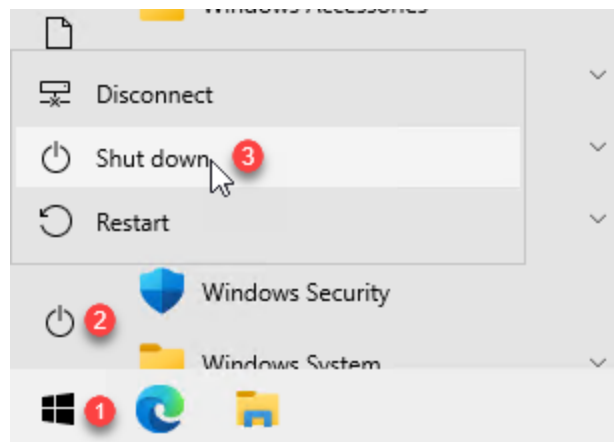 Windows Accessories
Disconnect
Shut down 3
Restart
Windows Security
2
Windows System
1